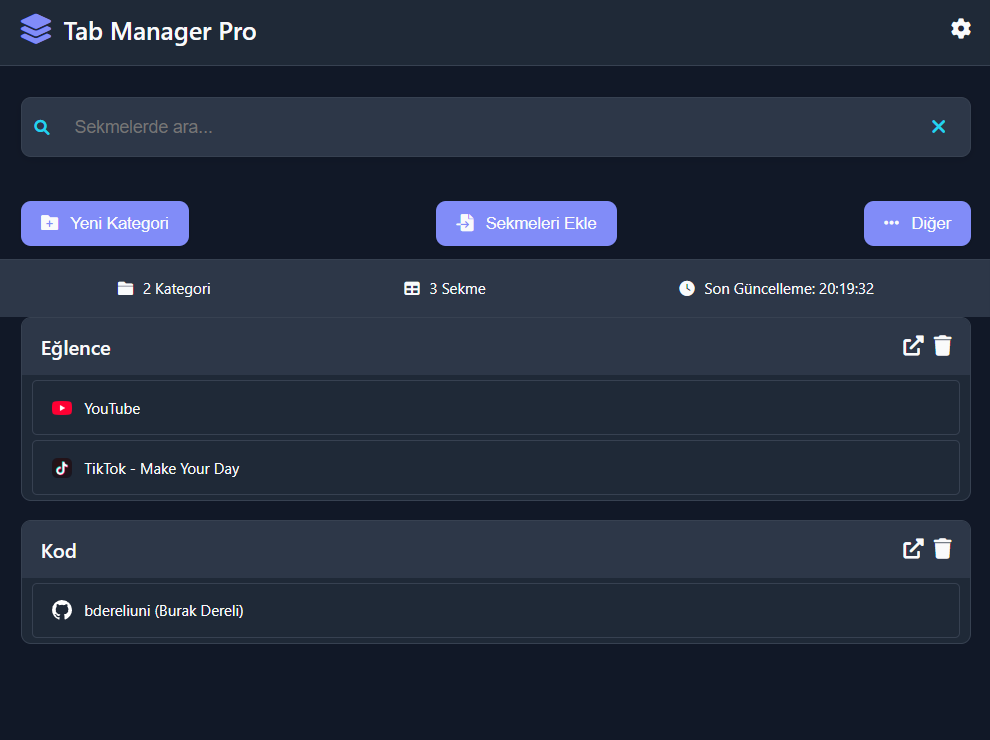 Tab Manager Pro
Sekmelerde ara...
Yeni Kategori
Sekmeleri Ekle
Diğer
2 Kategori
3 Sekme
Son Güncelleme: 20:19:32
Eğlence
YouTube
TikTok - Make Your Day
Kod
bdereliuni (Burak Dereli)